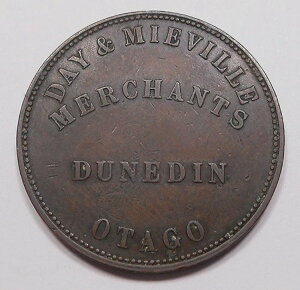 DAY & MIEVILLE
MERCHANTS
DUNEDIN
OTAGO